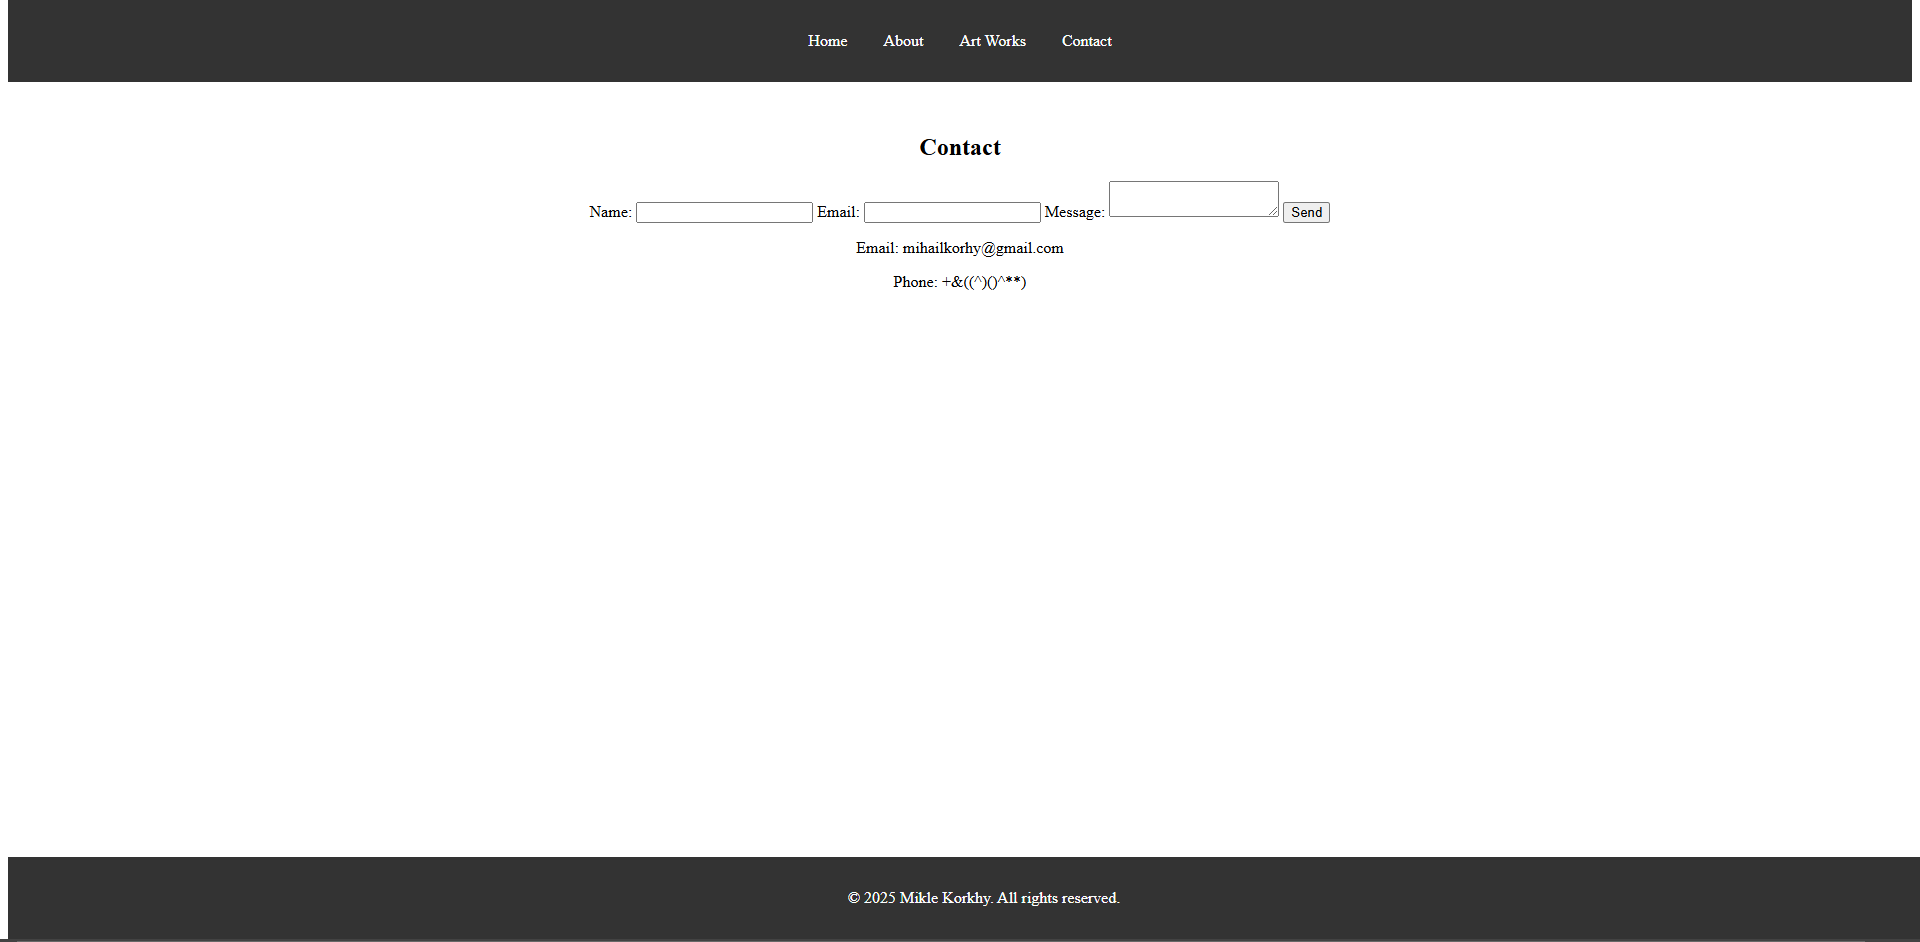 Home About Art Works Contact
Contact
Name: Email: Message: Send
Email: mihailkorhy@gmail.com
Phone: +&((^)()^**)
© 2025 Mikle Korkhy. All rights reserved.